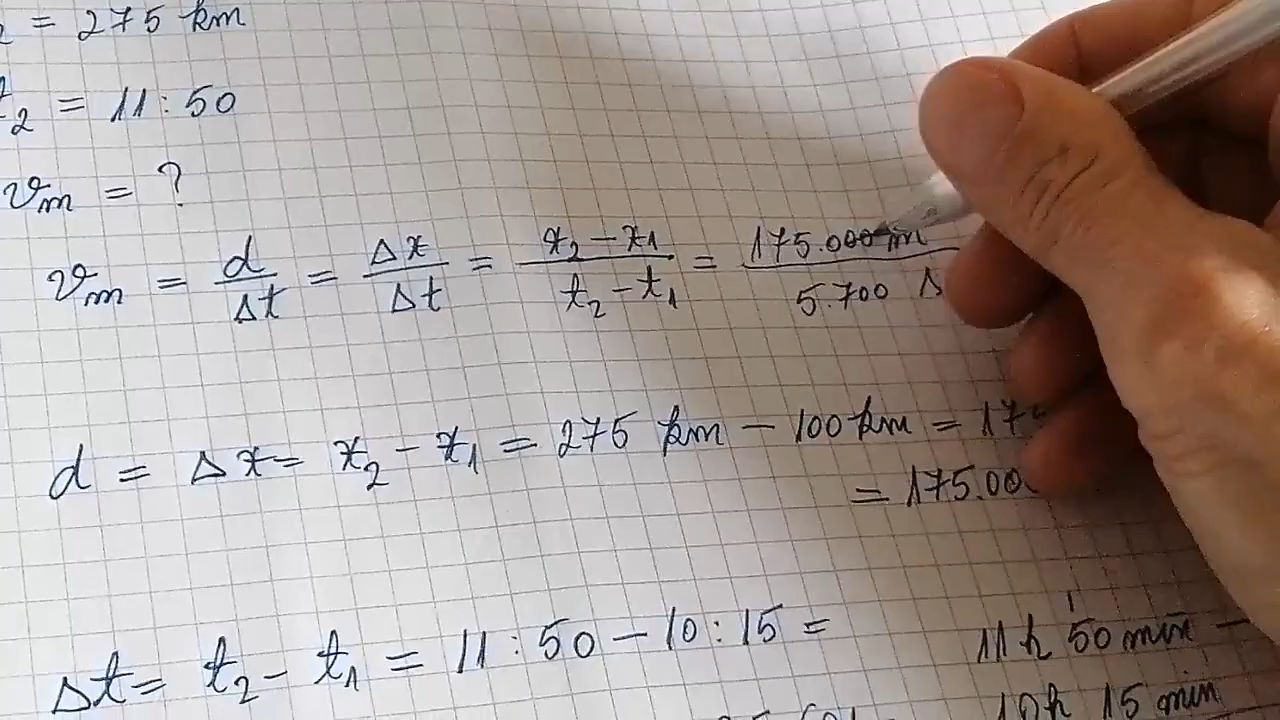 = 275 km
t₂ = 11:50
vₘ = ?
vₘ = d/Δt = Δx/Δt = x₂-x₁/t₂-t₁ = 175.000 m/5.700 s
d = Δx = x₂ - x₁ = 275 km - 100 km = 17
= 175.00
Δt = t₂ - t₁ = 11:50 - 10:15 =
11h 50 min -
10h 15 min